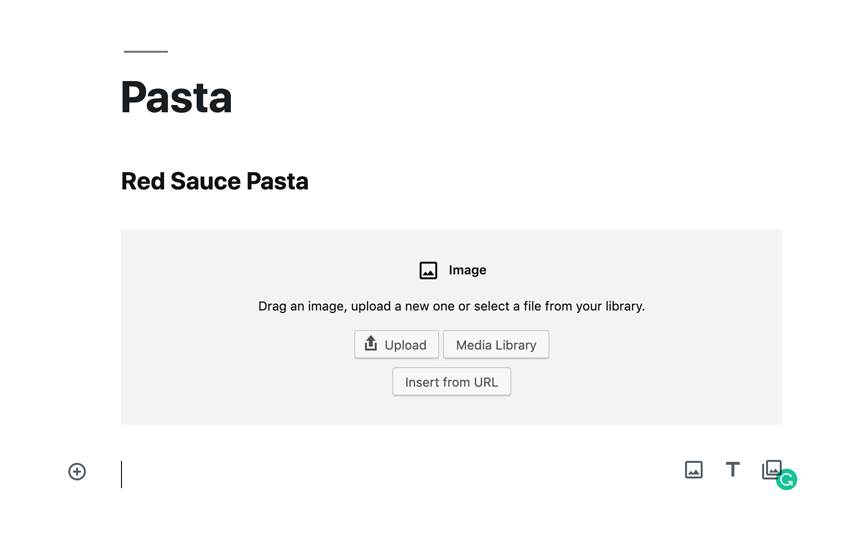 Pasta
Red Sauce Pasta
Image
Drag an image, upload a new one or select a file from your library.
Upload
Media Library
Insert from URL